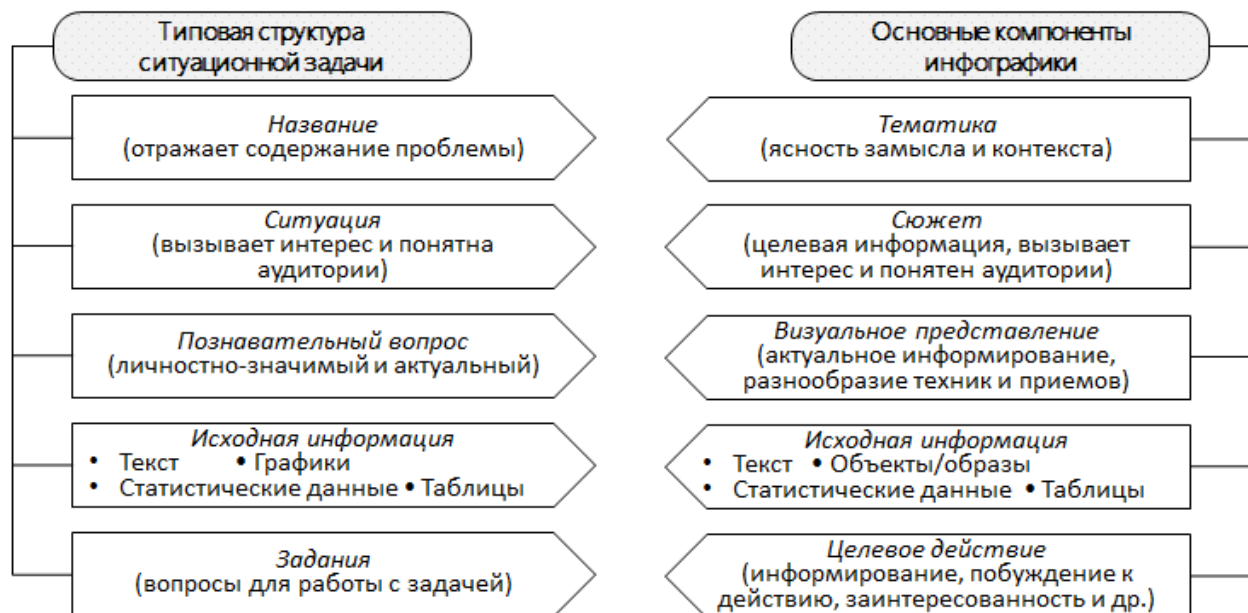 Типовая структура
ситуационной задачи
Название
(отражает содержание проблемы)
Ситуация
(вызывает интерес и понятна
аудитории)
Познавательный вопрос
(личностно-значимый и актуальный)
Исходная информация
• Текст • Графики
• Статистические данные • Таблицы
Задания
(вопросы для работы с задачей)
Основные компоненты
инфографики
Тематика
(ясность замысла и контекста)
Сюжет
(целевая информация, вызывает
интерес и понятен аудитории)
Визуальное представление
(актуальное информирование,
разнообразие техник и приемов)
Исходная информация
• Текст • Объекты/образы
• Статистические данные • Таблицы
Целевое действие
(информирование, побуждение к
действию, заинтересованность и др.)